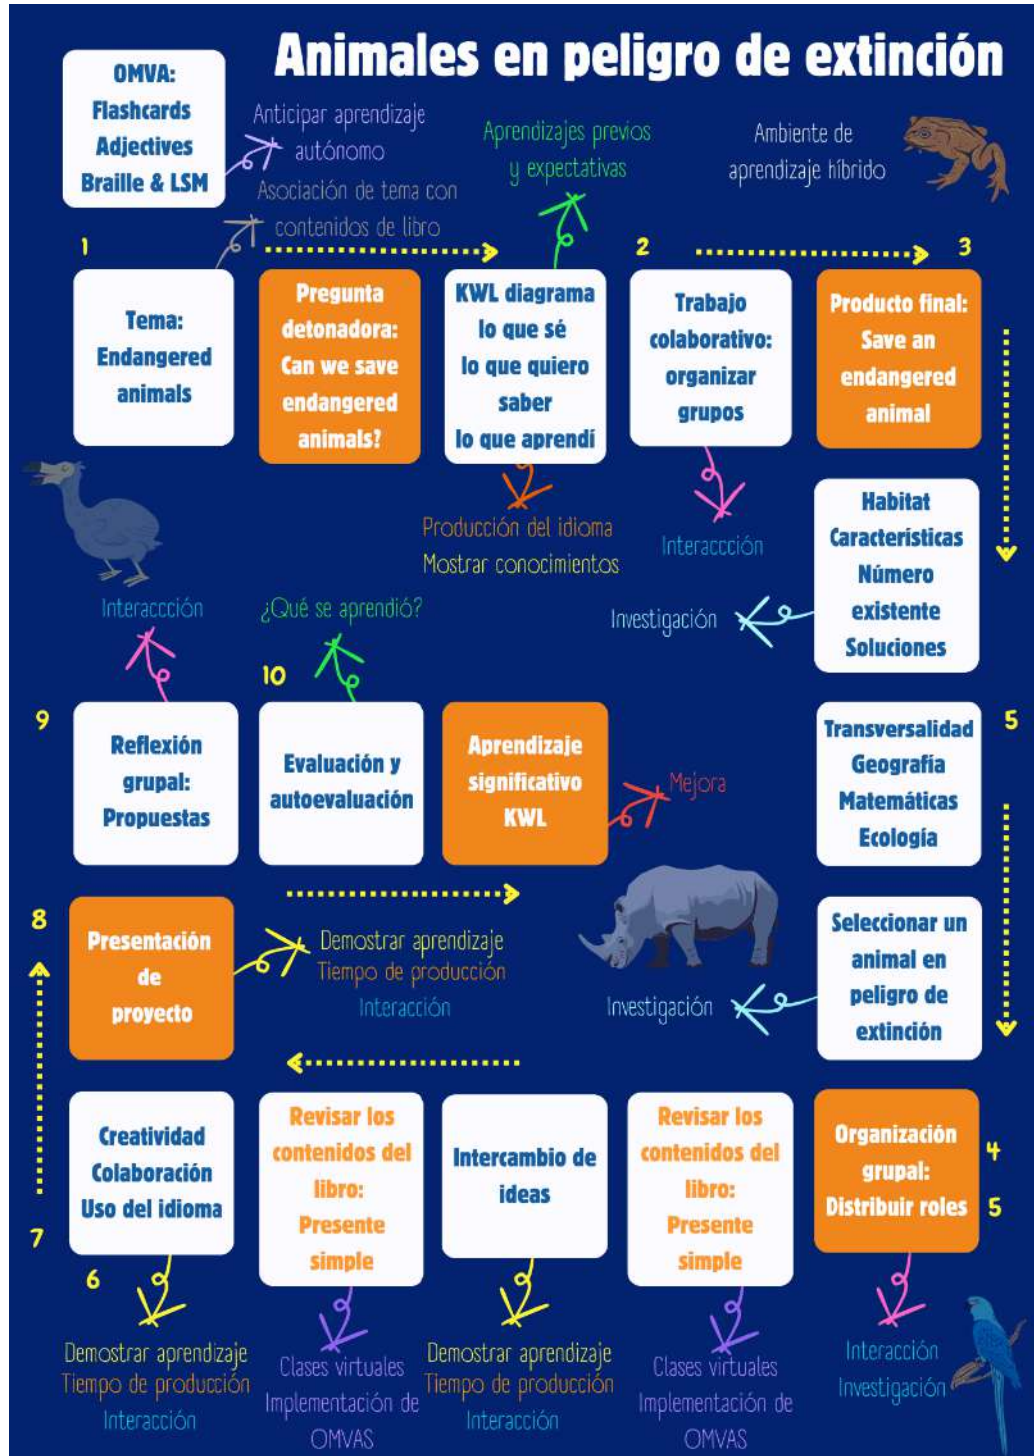 Animales en peligro de extinción
OMVA:
Flashcards
Adjectives
Braille & LSM
Anticipar aprendizaje
autónomo
Asociación de tema con
contenidos de libro
Aprendizajes previos
y expectativas
Ambiente de
aprendizaje híbrido
1
2
3
Tema:
Endangered
animals
Pregunta
detonadora:
Can we save
endangered
animals?
KWL diagrama
lo que sé
lo que quiero
saber
lo que aprendí
Trabajo
colaborativo:
organizar
grupos
Producto final:
Save an
endangered
animal
Producción del idioma
Mostrar conocimientos
Interaccción
Habitat
Características
Número
existente
Soluciones
Investigación
Interaccción
¿Qué se aprendió?
10
9
Reflexión
grupal:
Propuestas
Evaluación y
autoevaluación
Aprendizaje
significativo
KWL
Mejora
Transversalidad
Geografía
Matemáticas
Ecología
5
8
Presentación
de
proyecto
Demostrar aprendizaje
Tiempo de producción
Interacción
Investigación
Seleccionar un
animal en
peligro de
extinción
Creatividad
Colaboración
Uso del idioma
Revisar los
contenidos del
libro:
Presente
simple
Intercambio de
ideas
Revisar los
contenidos del
libro:
Presente
simple
Organización
grupal:
Distribuir roles
4
5
7
6
Demostrar aprendizaje
Tiempo de producción
Interacción
Clases virtuales
Implementación de
OMVAS
Demostrar aprendizaje
Tiempo de producción
Interacción
Clases virtuales
Implementación de
OMVAS
Interacción
Investigación